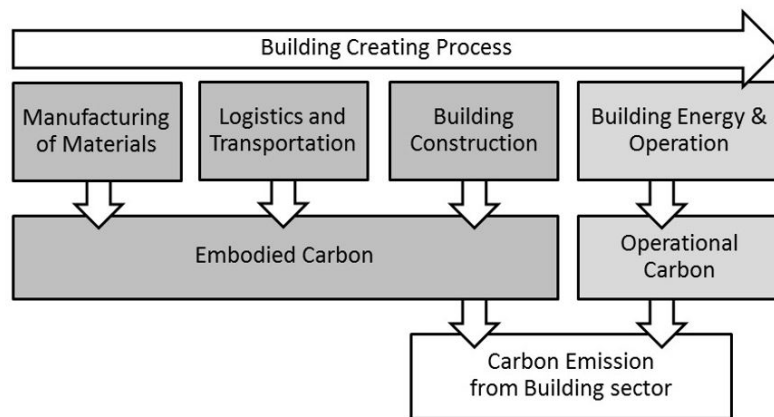 Building Creating Process
Manufacturing
of Materials
Logistics and
Transportation
Building
Construction
Building Energy &
Operation
Embodied Carbon
Operational
Carbon
Carbon Emission
from Building sector